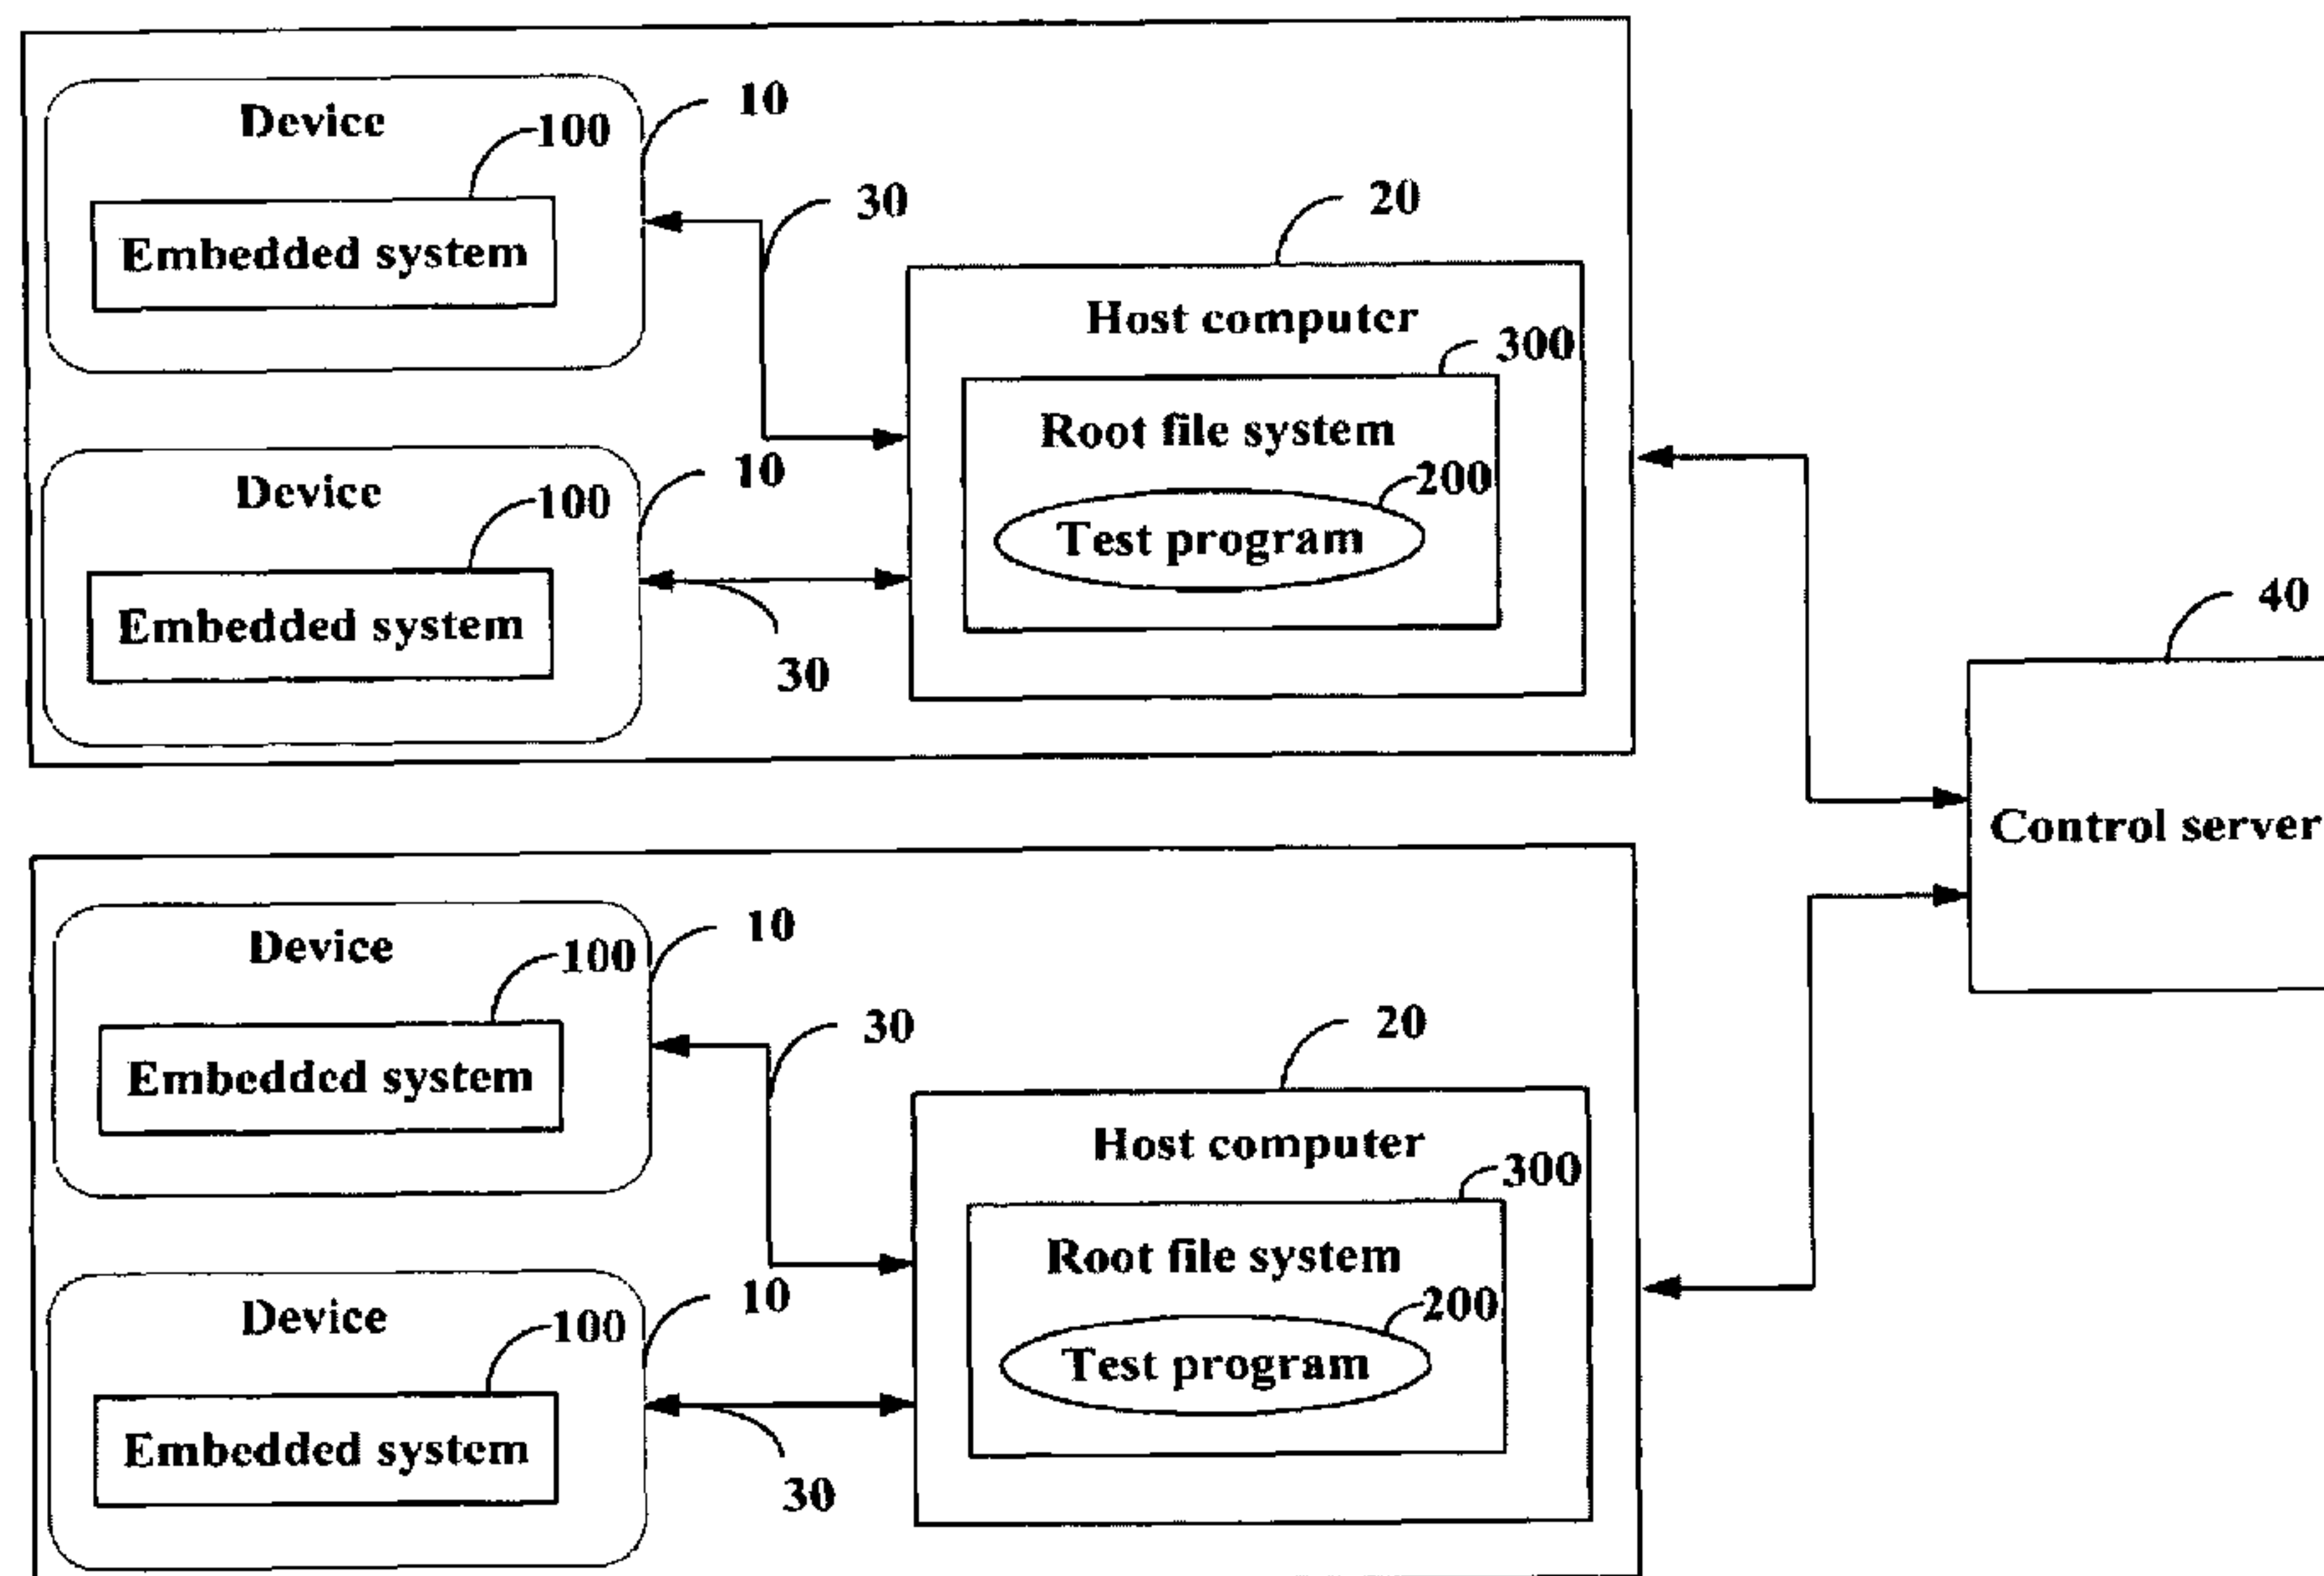 Device
10
100
Embedded system
30
20
Host computer
300
Root file system
200
Test program
Device
10
100
Embedded system
30
40
Control server
Device
10
100
Embedded system
30
20
Host computer
300
Root file system
200
Test program
Device
10
100
Embedded system
30